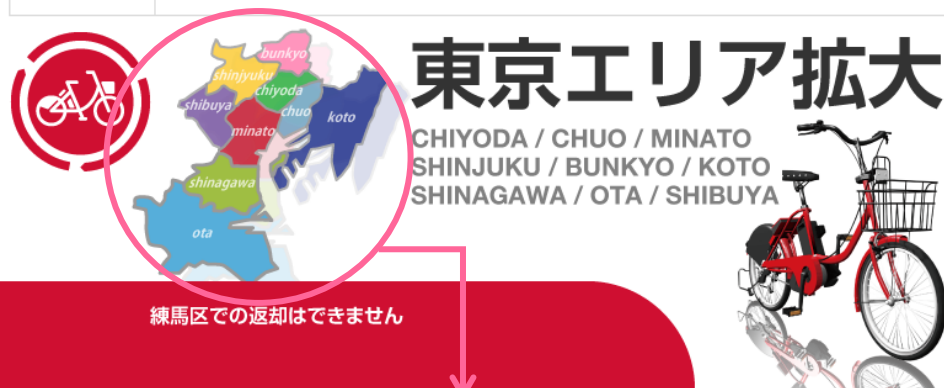 bunkyo
shinjyuku
chiyoda
shibuya
chuo
koto
minato
shinagawa
ota
東京エリア拡大
CHIYODA / CHUO / MINATO
SHINJUKU / BUNKYO / KOTO
SHINAGAWA / OTA / SHIBUYA
練馬区での返却はできません